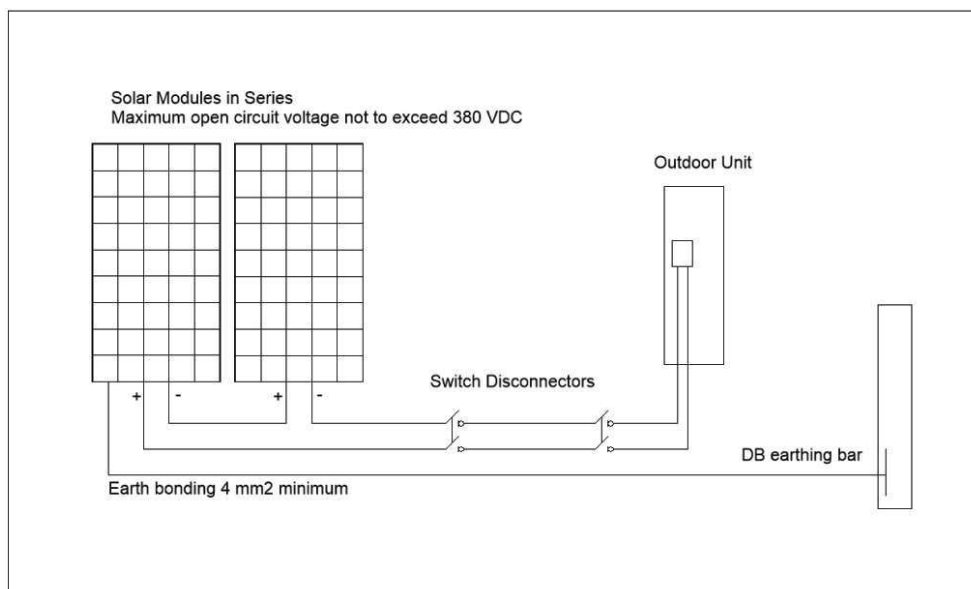 Solar Modules in Series
Maximum open circuit voltage not to exceed 380 VDC
Outdoor Unit
Switch Disconnectors
+ - + -
DB earthing bar
Earth bonding 4 mm2 minimum